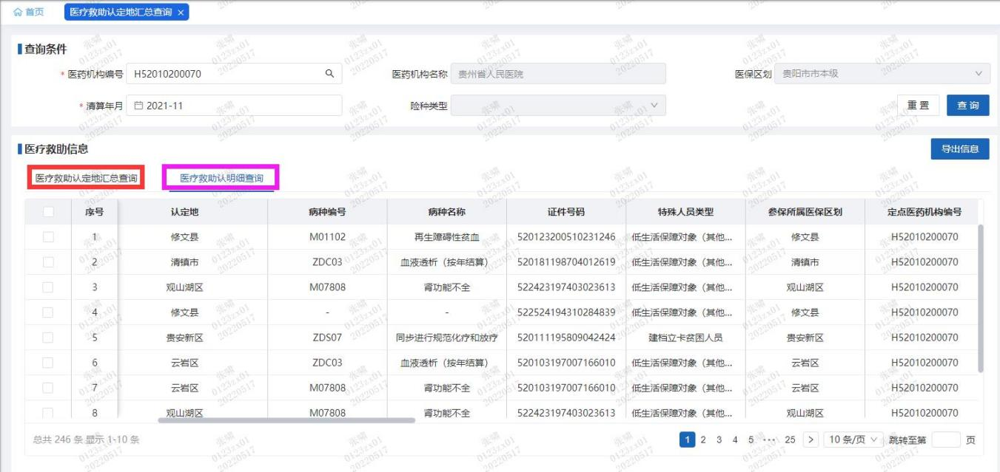 首页 医疗救助认定地汇总查询 ×
查询条件
* 医药机构编号 H52010200070 医药机构名称 贵州省人民医院 医保区划 贵阳市市本级
* 清算年月 2021-11 险种类型 重置 查询
医疗救助信息 导出信息
医疗救助认定地汇总查询 医疗救助认明细查询
序号 认定地 病种编号 病种名称 证件号码 特殊人员类型 参保所属医保区划 定点医药机构编号
1 修文县 M01102 再生障碍性贫血 520123200510231246 低生活保障对象（其他... 修文县 H52010200070
2 清镇市 ZDC03 血液透析（按年结算） 520181198704012619 低生活保障对象（其他... 清镇市 H52010200070
3 观山湖区 M07808 肾功能不全 522423197403023613 低生活保障对象（其他... 观山湖区 H52010200070
4 修文县 - - 522524194310284839 低生活保障对象（其他... 修文县 H52010200070
5 贵安新区 ZDS07 同步进行规范化疗和放疗 520111195809042424 建档立卡贫困人员 贵安新区 H52010200070
6 云岩区 ZDC03 血液透析（按年结算） 520103197007166010 低生活保障对象（其他... 云岩区 H52010200070
7 云岩区 M07808 肾功能不全 520103197007166010 低生活保障对象（其他... 云岩区 H52010200070
8 观山湖区 M07808 肾功能不全 522423197403023613 低生活保障对象（其他... 观山湖区 H52010200070
总共 246 条 显示 1-10 条 1 2 3 4 5 ••• 25 > 10 条/页 跳转至第 页